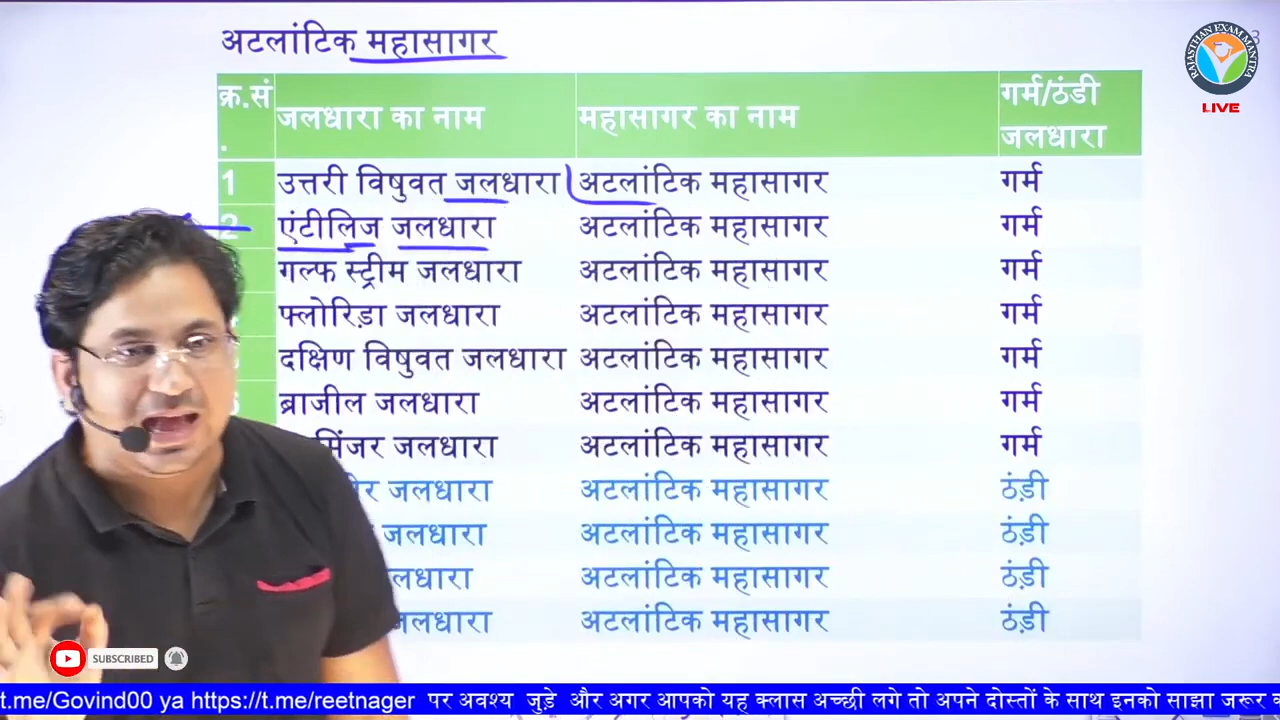 अटलांटिक महासागर
क्र.सं. जलधारा का नाम महासागर का नाम गर्म/ठंडी जलधारा
1 उत्तरी विषुवत जलधारा अटलांटिक महासागर गर्म
2 एंटीलिज जलधारा अटलांटिक महासागर गर्म
गल्फ स्ट्रीम जलधारा अटलांटिक महासागर गर्म
फ्लोरिड़ा जलधारा अटलांटिक महासागर गर्म
दक्षिण विषुवत जलधारा अटलांटिक महासागर गर्म
ब्राजील जलधारा अटलांटिक महासागर गर्म
जलधारा अटलांटिक महासागर गर्म
जलधारा अटलांटिक महासागर ठंड़ी
जलधारा अटलांटिक महासागर ठंड़ी
अटलांटिक महासागर ठंड़ी
अटलांटिक महासागर ठंड़ी
RAJASTHAN EXAM MANTRA
LIVE
SUBSCRIBED
t.me/Govind00 ya https://t.me/reetnager पर अवश्य जुड़े और अगर आपको यह क्लास अच्छी लगे तो अपने दोस्तों के साथ इनको साझा जरूर